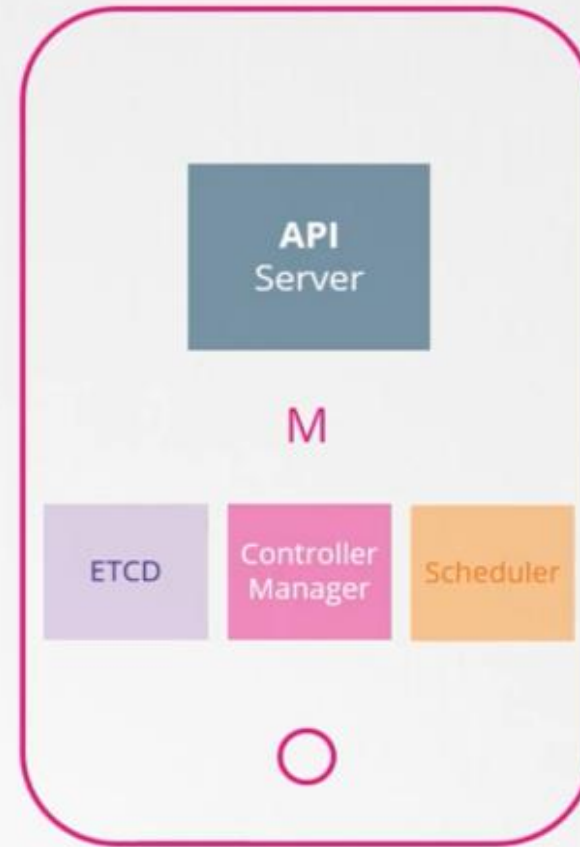 API
Server
M
ETCD
Controller
Manager
Scheduler